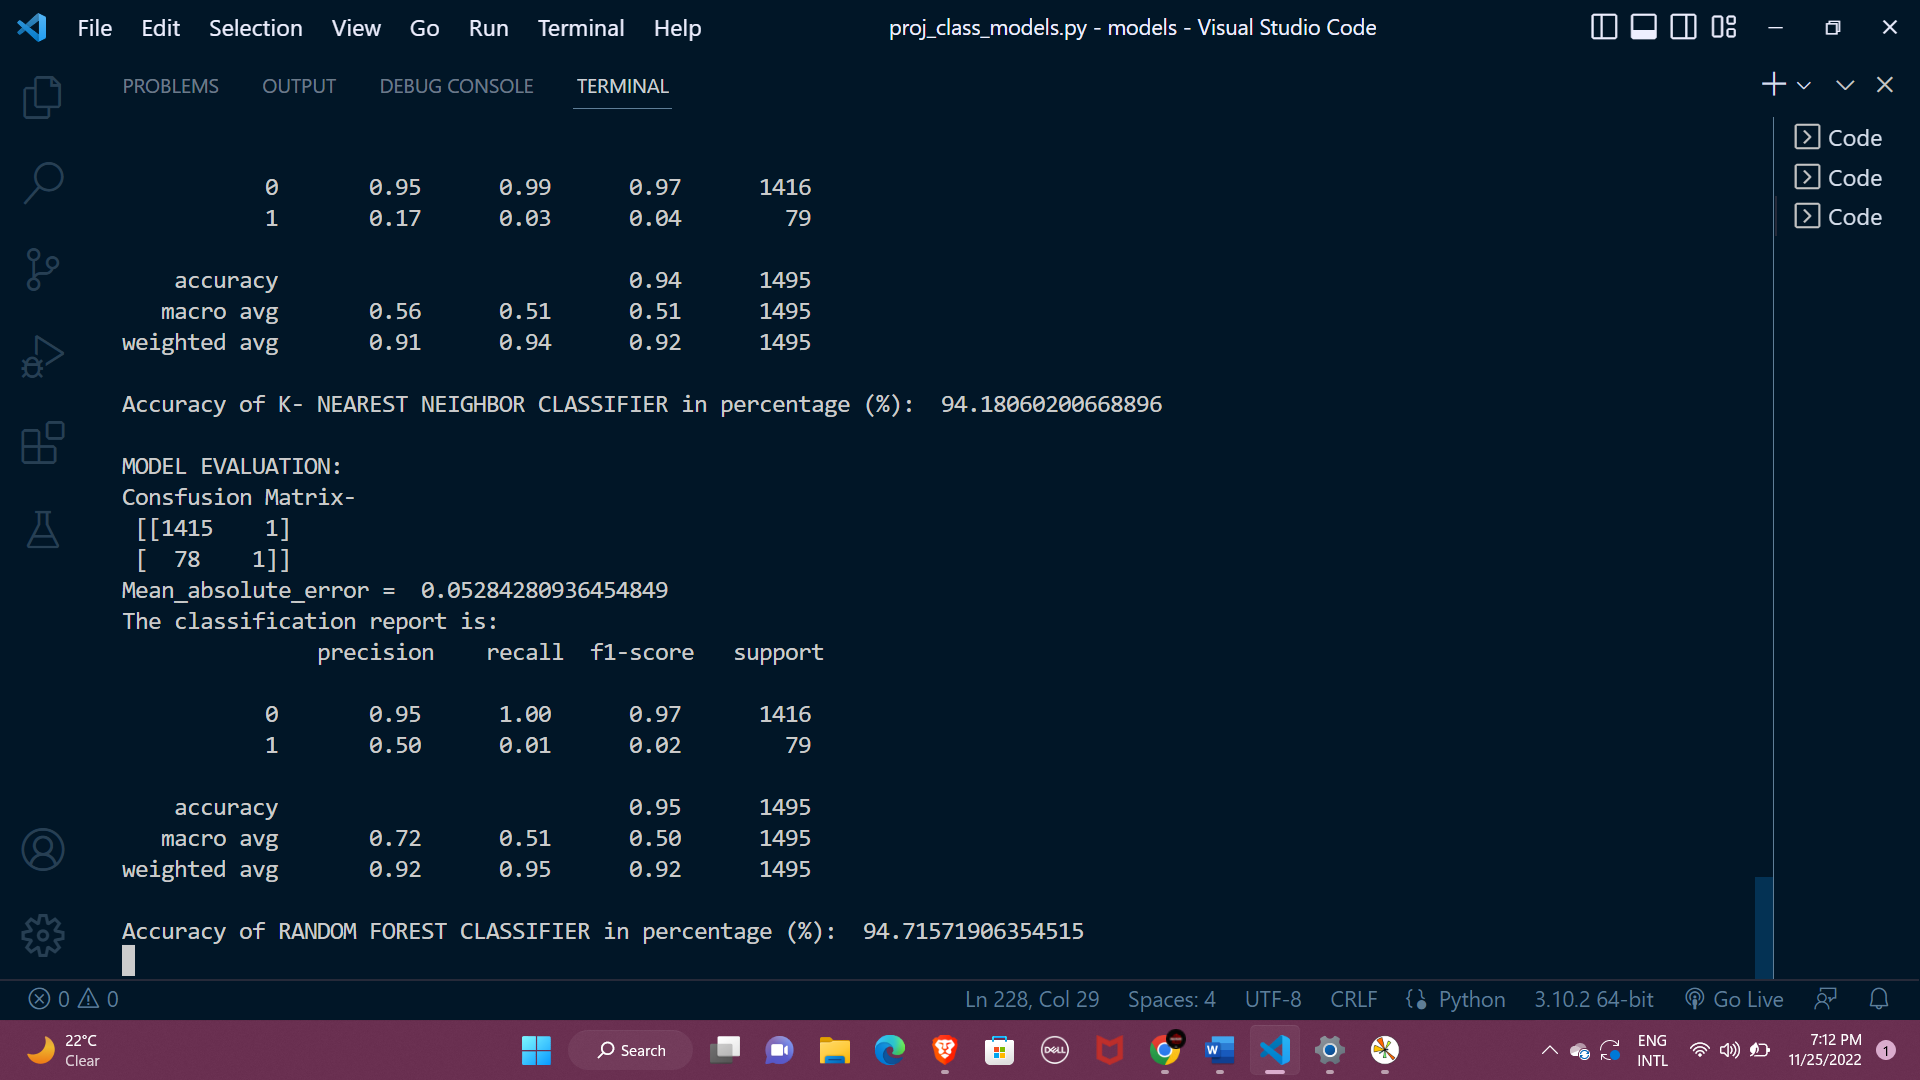 File Edit Selection View Go Run Terminal Help
proj_class_models.py - models - Visual Studio Code
PROBLEMS OUTPUT DEBUG CONSOLE TERMINAL
Code
Code
Code
0 0.95 0.99 0.97 1416
1 0.17 0.03 0.04 79
accuracy 0.94 1495
macro avg 0.56 0.51 0.51 1495
weighted avg 0.91 0.94 0.92 1495
Accuracy of K- NEAREST NEIGHBOR CLASSIFIER in percentage (%):  94.18060200668896
MODEL EVALUATION:
Consfusion Matrix-
[[1415 1]
[ 78 1]]
Mean_absolute_error =  0.05284280936454849
The classification report is:
precision recall f1-score support
0 0.95 1.00 0.97 1416
1 0.50 0.01 0.02 79
accuracy 0.95 1495
macro avg 0.72 0.51 0.50 1495
weighted avg 0.92 0.95 0.92 1495
Accuracy of RANDOM FOREST CLASSIFIER in percentage (%):  94.71571906354515
0 0 Ln 228, Col 29 Spaces: 4 UTF-8 CRLF Python 3.10.2 64-bit Go Live
22°C
Clear
Search
DELL
W
ENG
INTL
7:12 PM
11/25/2022
1